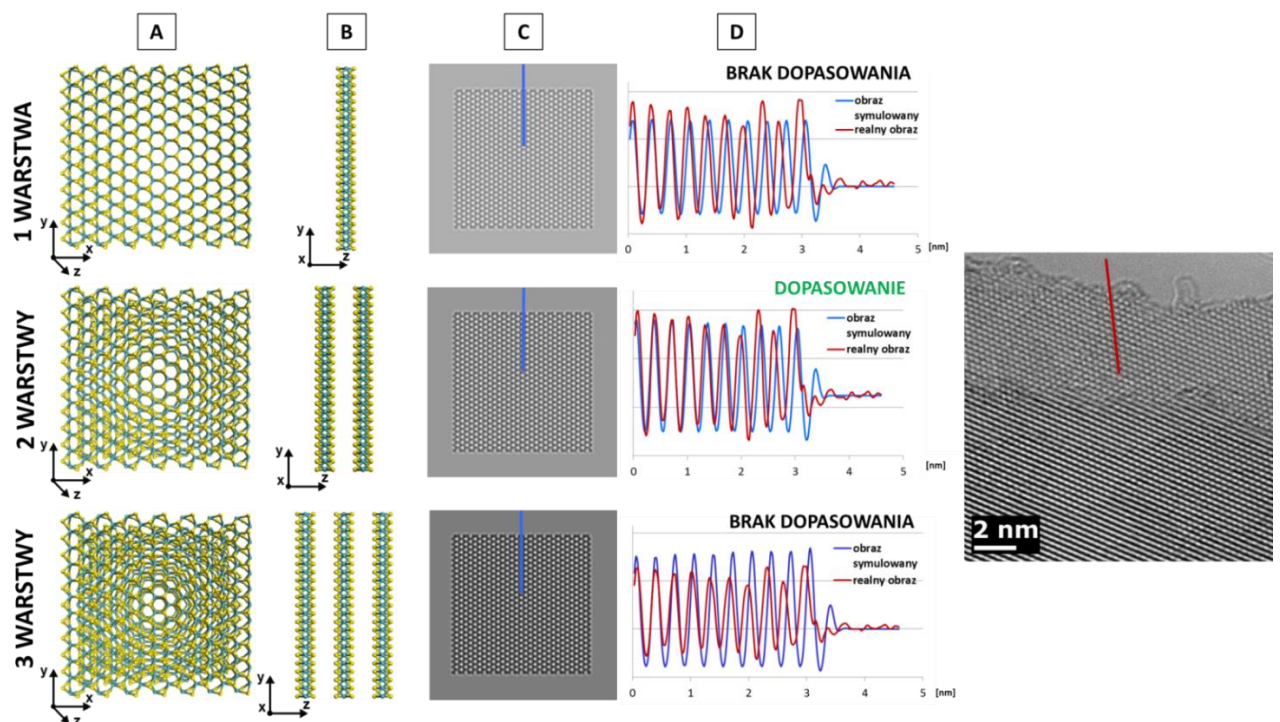 A
B
C
D
1 WARSTWA
y
x
z
y
x
z
BRAK DOPASOWANIA
obraz
symulowany
realny obraz
0
1
2
3
4
5
[nm]
2 WARSTWY
y
x
z
y
x
z
DOPASOWANIE
obraz
symulowany
realny obraz
0
1
2
3
4
5
[nm]
2 nm
3 WARSTWY
y
x
z
y
x
z
BRAK DOPASOWANIA
obraz
symulowany
realny obraz
0
1
2
3
4
5
[nm]